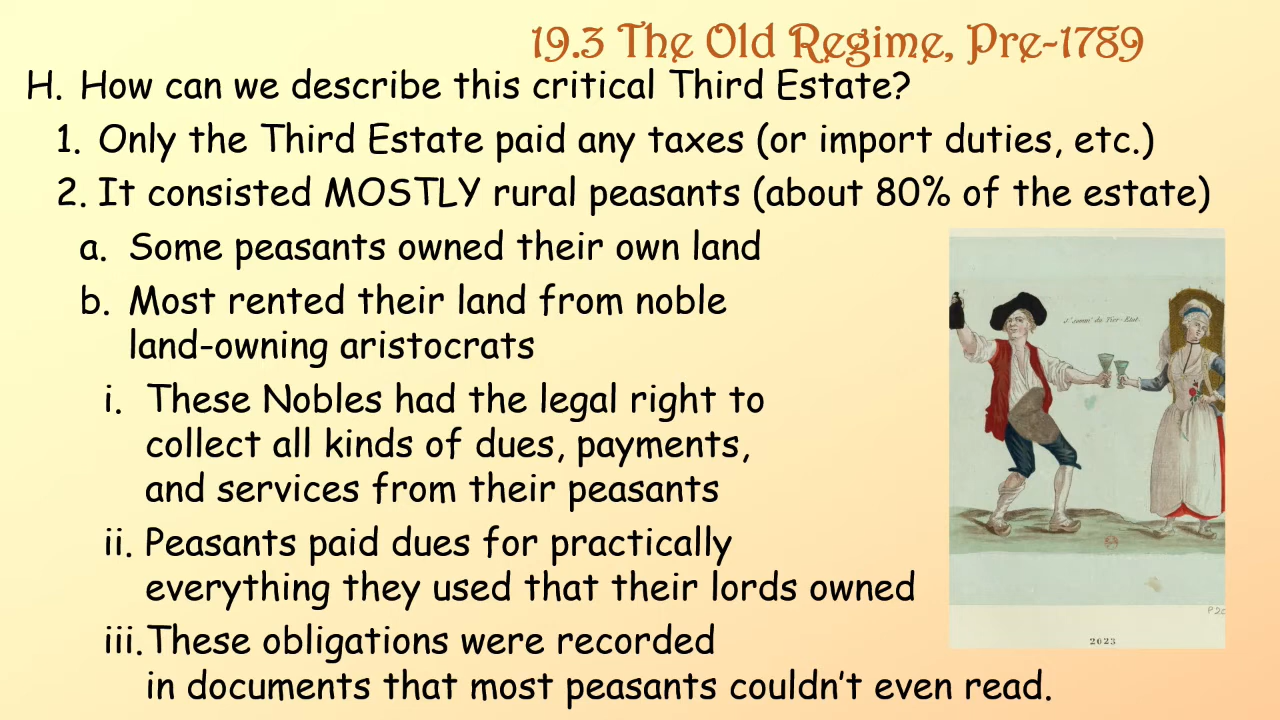 19.3 The Old Regime, Pre-1789
H. How can we describe this critical Third Estate?
1. Only the Third Estate paid any taxes (or import duties, etc.)
2. It consisted MOSTLY rural peasants (about 80% of the estate)
a. Some peasants owned their own land
b. Most rented their land from noble
land-owning aristocrats
i. These Nobles had the legal right to
collect all kinds of dues, payments,
and services from their peasants
ii. Peasants paid dues for practically
everything they used that their lords owned
iii. These obligations were recorded
in documents that most peasants couldn't even read.
du Tier-Etat.
2023